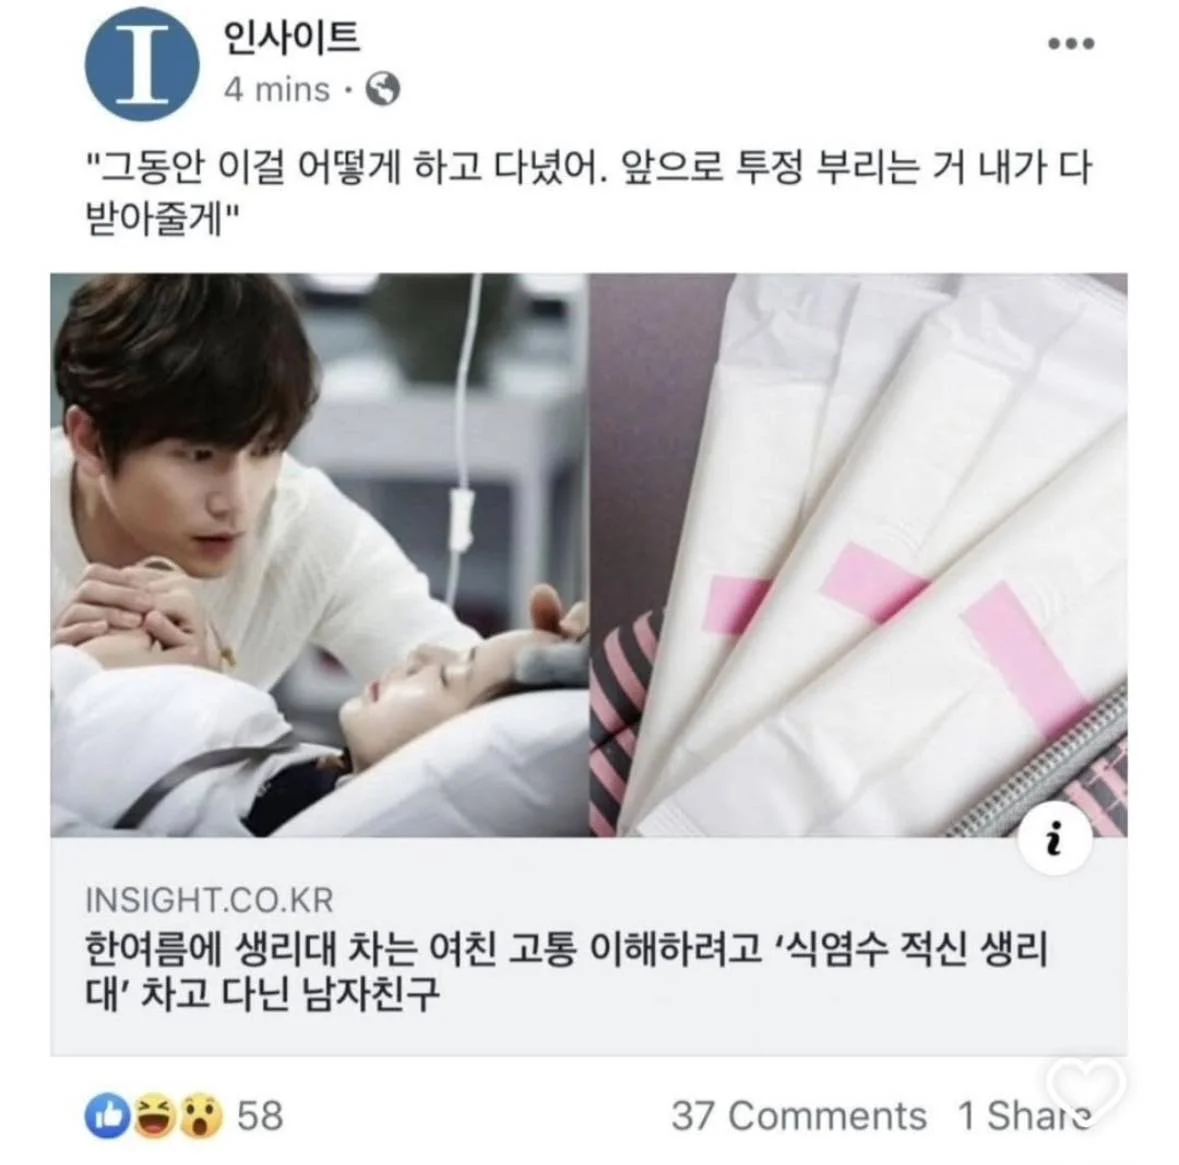 I
인사이트
4 mins ·
"그동안 이걸 어떻게 하고 다녔어. 앞으로 투정 부리는 거 내가 다
받아줄게"
i
INSIGHT.CO.KR
한여름에 생리대 차는 여친 고통 이해하려고 ‘식염수 적신 생리
대’ 차고 다닌 남자친구
58
37 Comments 1 Share